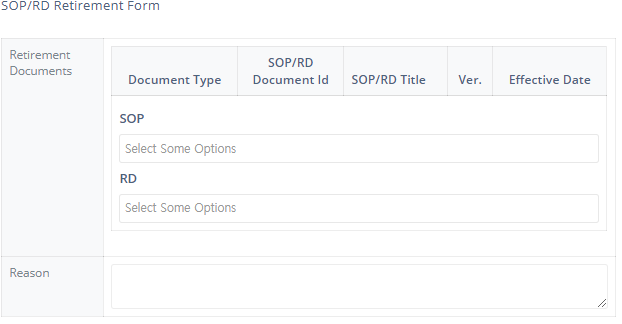 SOP/RD Retirement Form
Retirement
Documents
Document Type
SOP/RD
Document Id
SOP/RD Title
Ver.
Effective Date
SOP
Select Some Options
RD
Select Some Options
Reason